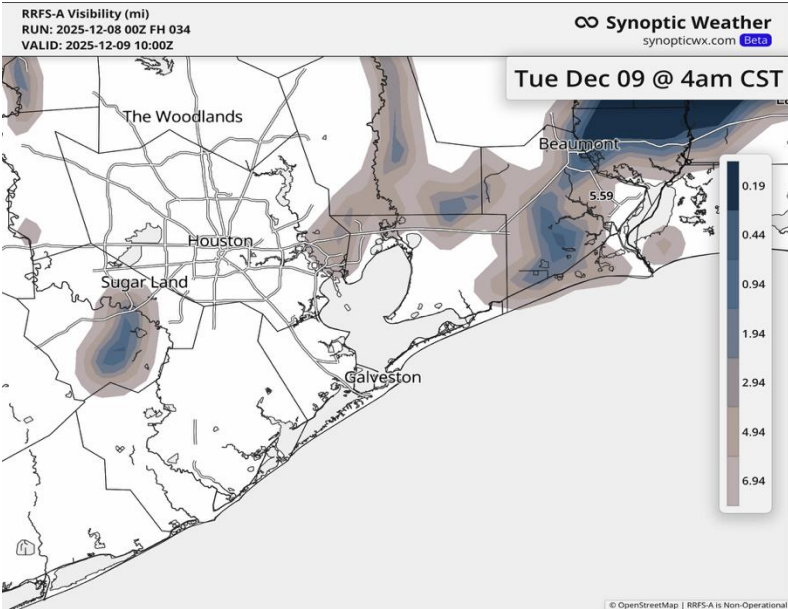 RRFS-A Visibility (mi)
RUN: 2025-12-08 00Z FH 034
VALID: 2025-12-09 10:00Z
Synoptic Weather
synopticwx.com Beta
Tue Dec 09 @ 4am CST
The Woodlands
Beaumont
5.59
Houston
Sugar Land
Galveston
0.19
0.44
0.94
1.94
2.94
4.94
6.94
© OpenStreetMap | RRFS-A is Non-Operational